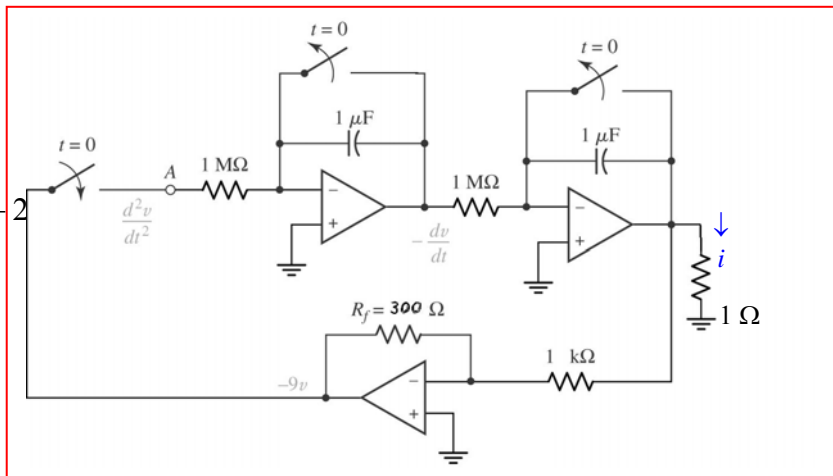 t = 0
t = 0
1 μF
1 μF
t = 0
A
1 MΩ
1 MΩ
−
+
−
+
- 2
d²v
dt²
− dv
dt
↓
i
1 Ω
R_f = 300 Ω
1 kΩ
−9v
−
+